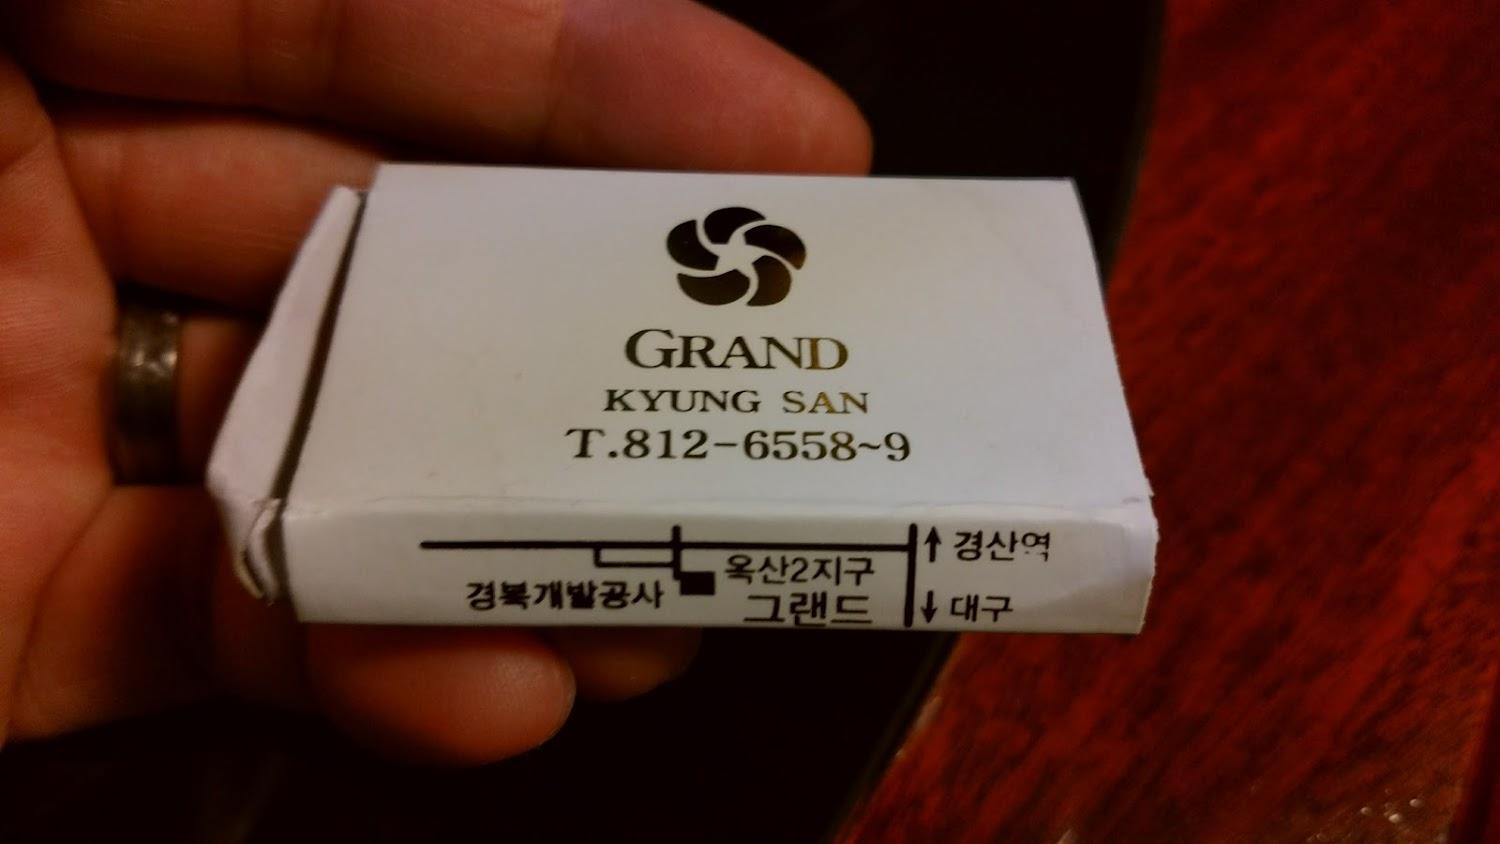 GRAND
KYUNG SAN
T.812-6558~9
↑ 경산역
옥산2지구
경북개발공사
그랜드
↓ 대구